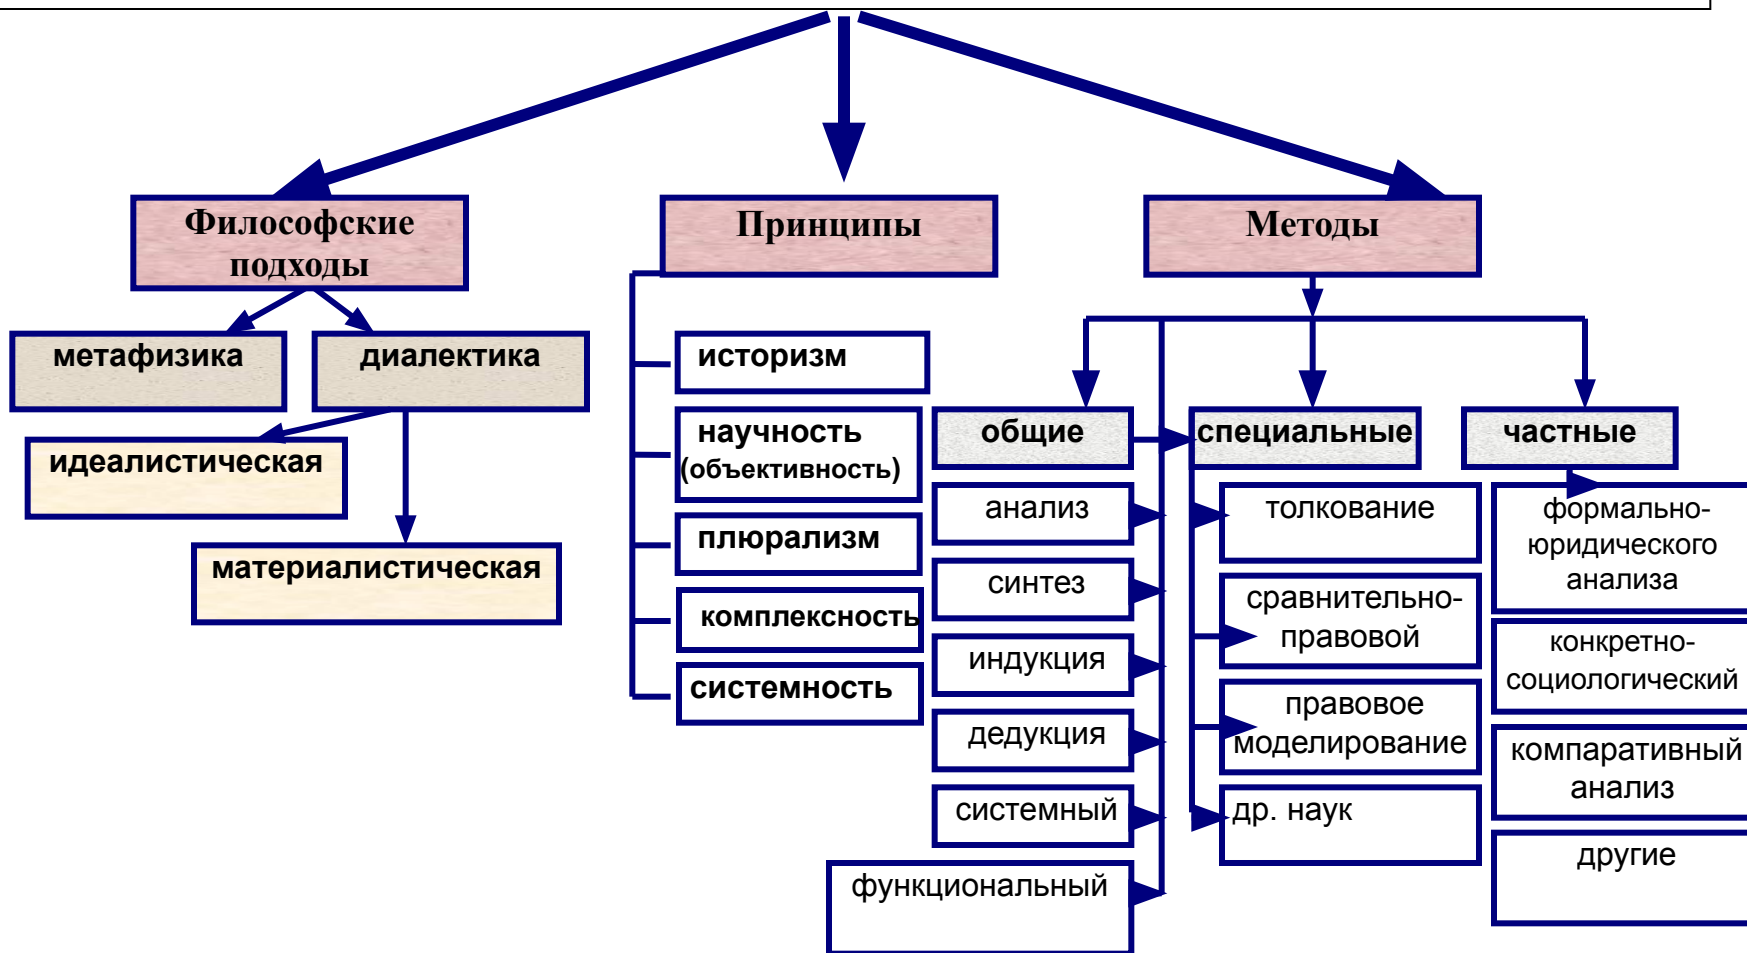 Философские
подходы
метафизика
диалектика
идеалистическая
материалистическая
Принципы
историзм
научность
(объективность)
плюрализм
комплексность
системность
Методы
общие
анализ
синтез
индукция
дедукция
системный
функциональный
специальные
толкование
сравнительно-
правовой
правовое
моделирование
др. наук
частные
формально-
юридического
анализа
конкретно-
социологический
компаративный
анализ
другие